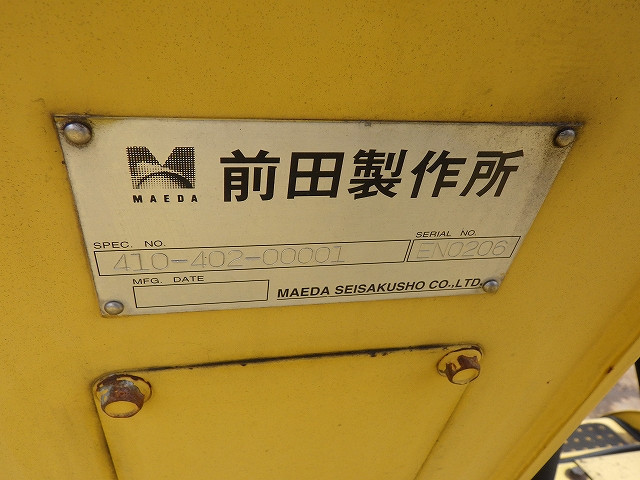 MAEDA
前田製作所
SPEC. NO.
SERIAL NO.
410-402-00001
EN0206
MFG. DATE
MAEDA SEISAKUSHO CO.,LTD.